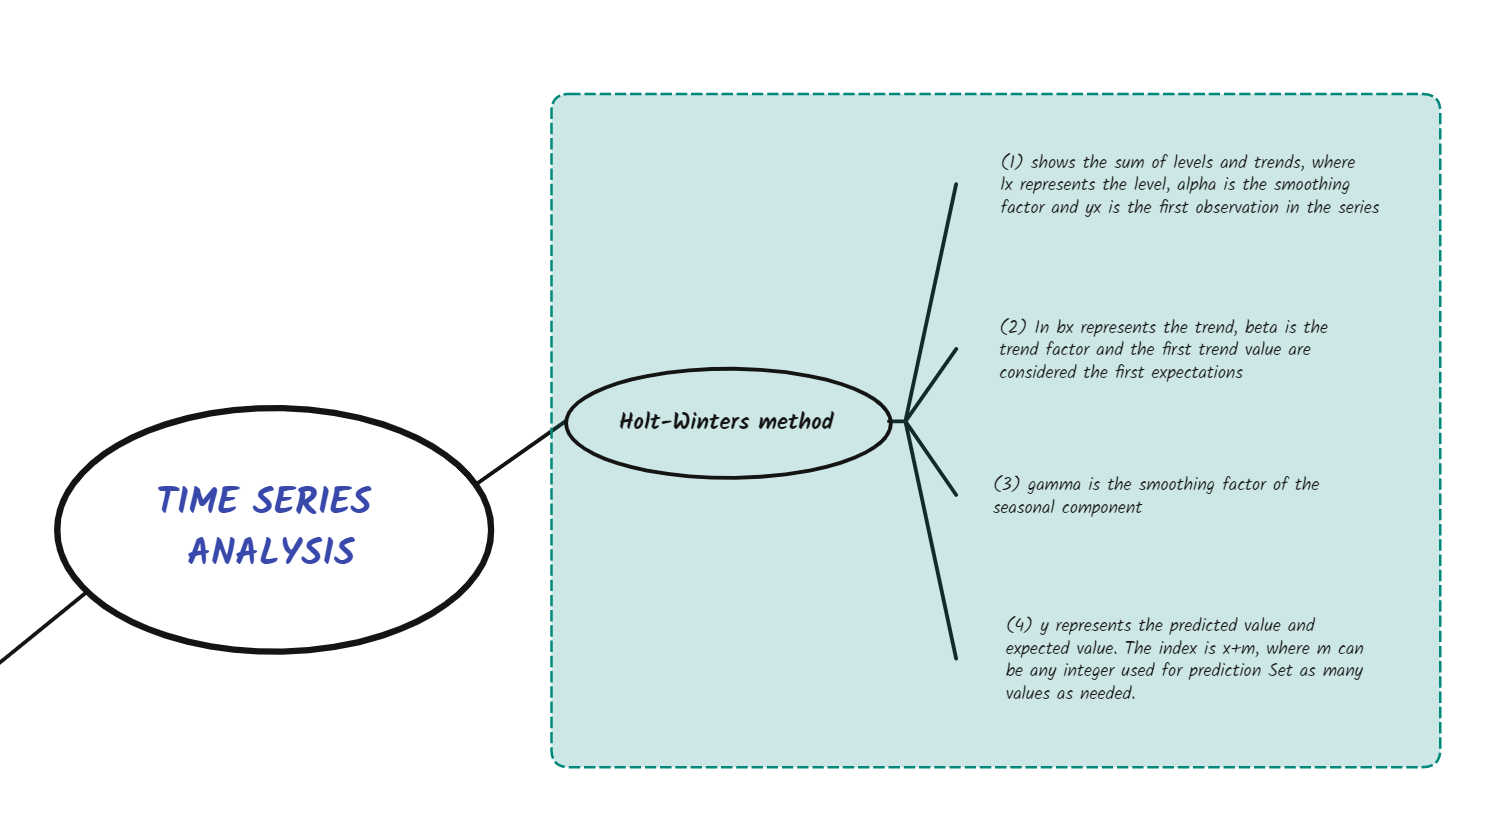 TIME SERIES
ANALYSIS
Holt-Winters method
(1) shows the sum of levels and trends, where
lx represents the level, alpha is the smoothing
factor and yx is the first observation in the series
(2) In bx represents the trend, beta is the
trend factor and the first trend value are
considered the first expectations
(3) gamma is the smoothing factor of the
seasonal component
(4) y represents the predicted value and
expected value. The index is x+m, where m can
be any integer used for prediction Set as many
values as needed.